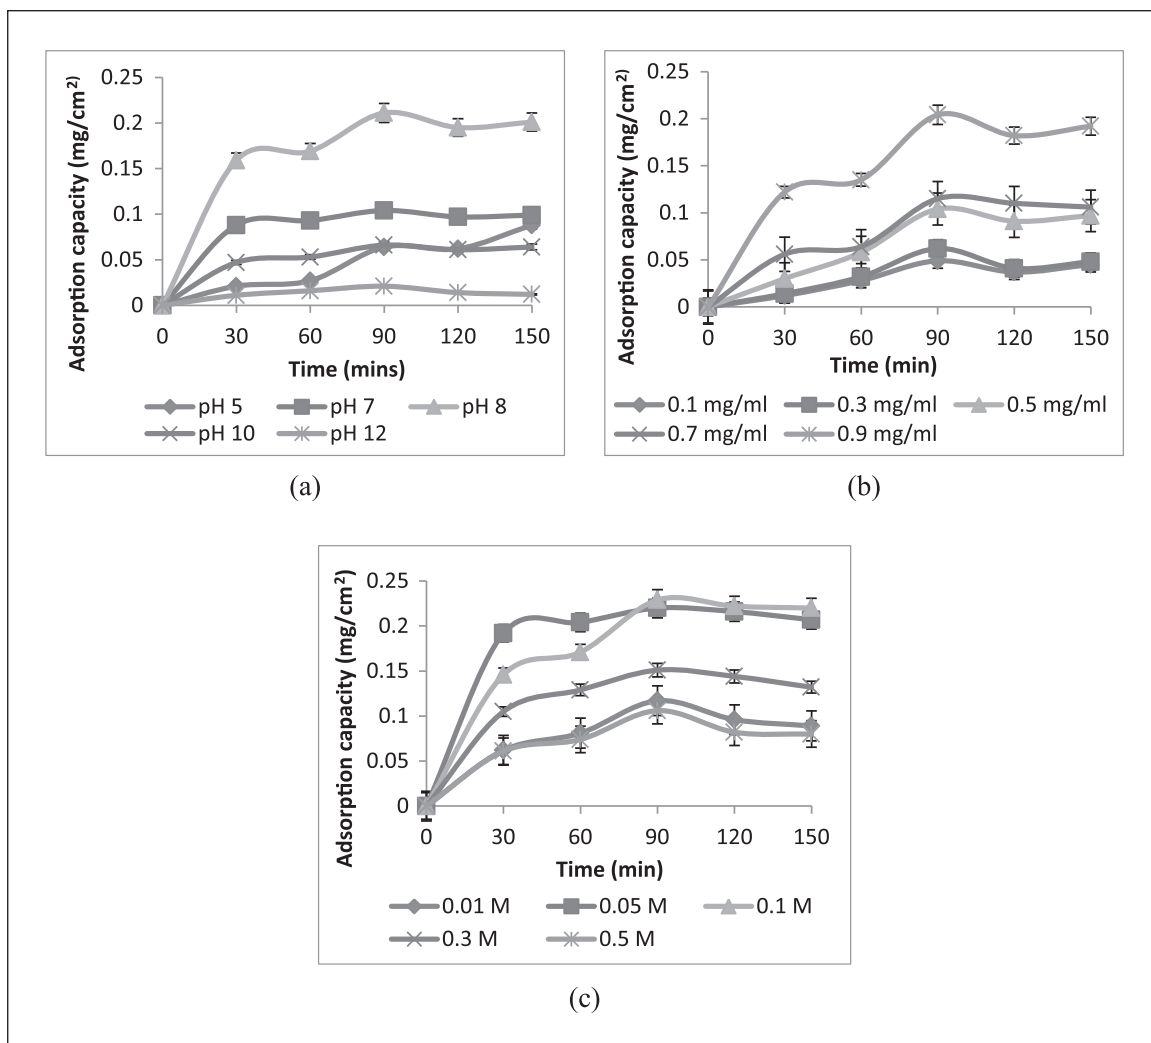 0.25
0.2
0.15
0.1
0.05
0
Adsorption capacity (mg/cm²)
0 30 60 90 120 150
Time (mins)
pH 5 pH 7 pH 8
pH 10 pH 12
(a)
0.25
0.2
0.15
0.1
0.05
0
Adsorption capacity (mg/cm²)
0 30 60 90 120 150
Time (min)
0.1 mg/ml 0.3 mg/ml 0.5 mg/ml
0.7 mg/ml 0.9 mg/ml
(b)
0.25
0.2
0.15
0.1
0.05
0
Adsorption capacity (mg/cm²)
0 30 60 90 120 150
Time (min)
0.01 M 0.05 M 0.1 M
0.3 M 0.5 M
(c)